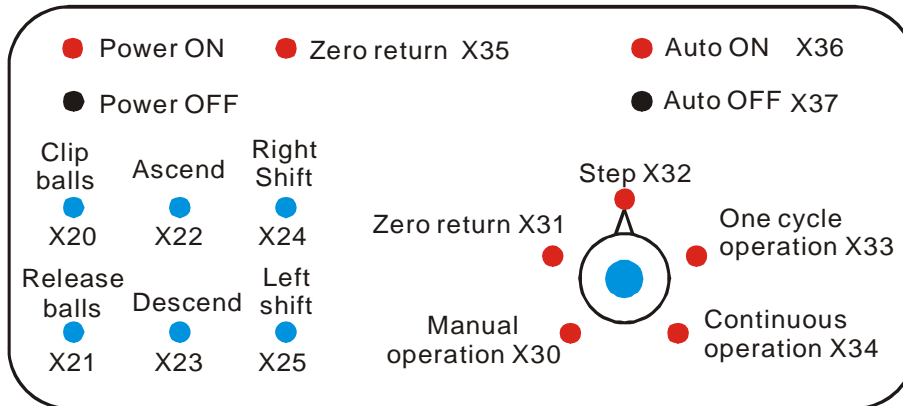 Power ON
Zero return X35
Auto ON X36
Power OFF
Auto OFF X37
Clip
balls
Ascend
Right
Shift
X20
X22
X24
Release
balls
Descend
Left
shift
X21
X23
X25
Step X32
Zero return X31
One cycle
operation X33
Manual
operation X30
Continuous
operation X34